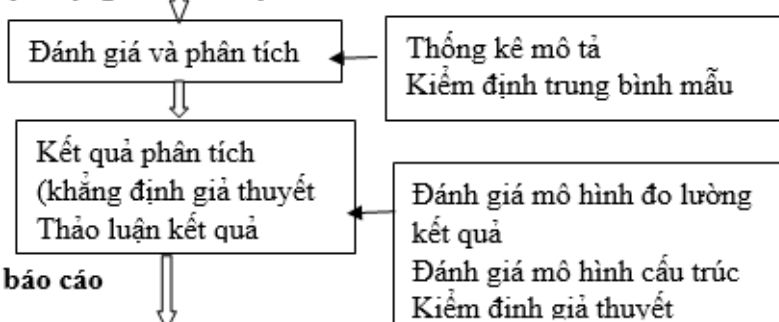 Đánh giá và phân tích
Thống kê mô tả
Kiểm định trung bình mẫu
Kết quả phân tích
(khẳng định giả thuyết
Thảo luận kết quả
Đánh giá mô hình đo lường
kết quả
Đánh giá mô hình cấu trúc
Kiểm định giả thuyết
báo cáo